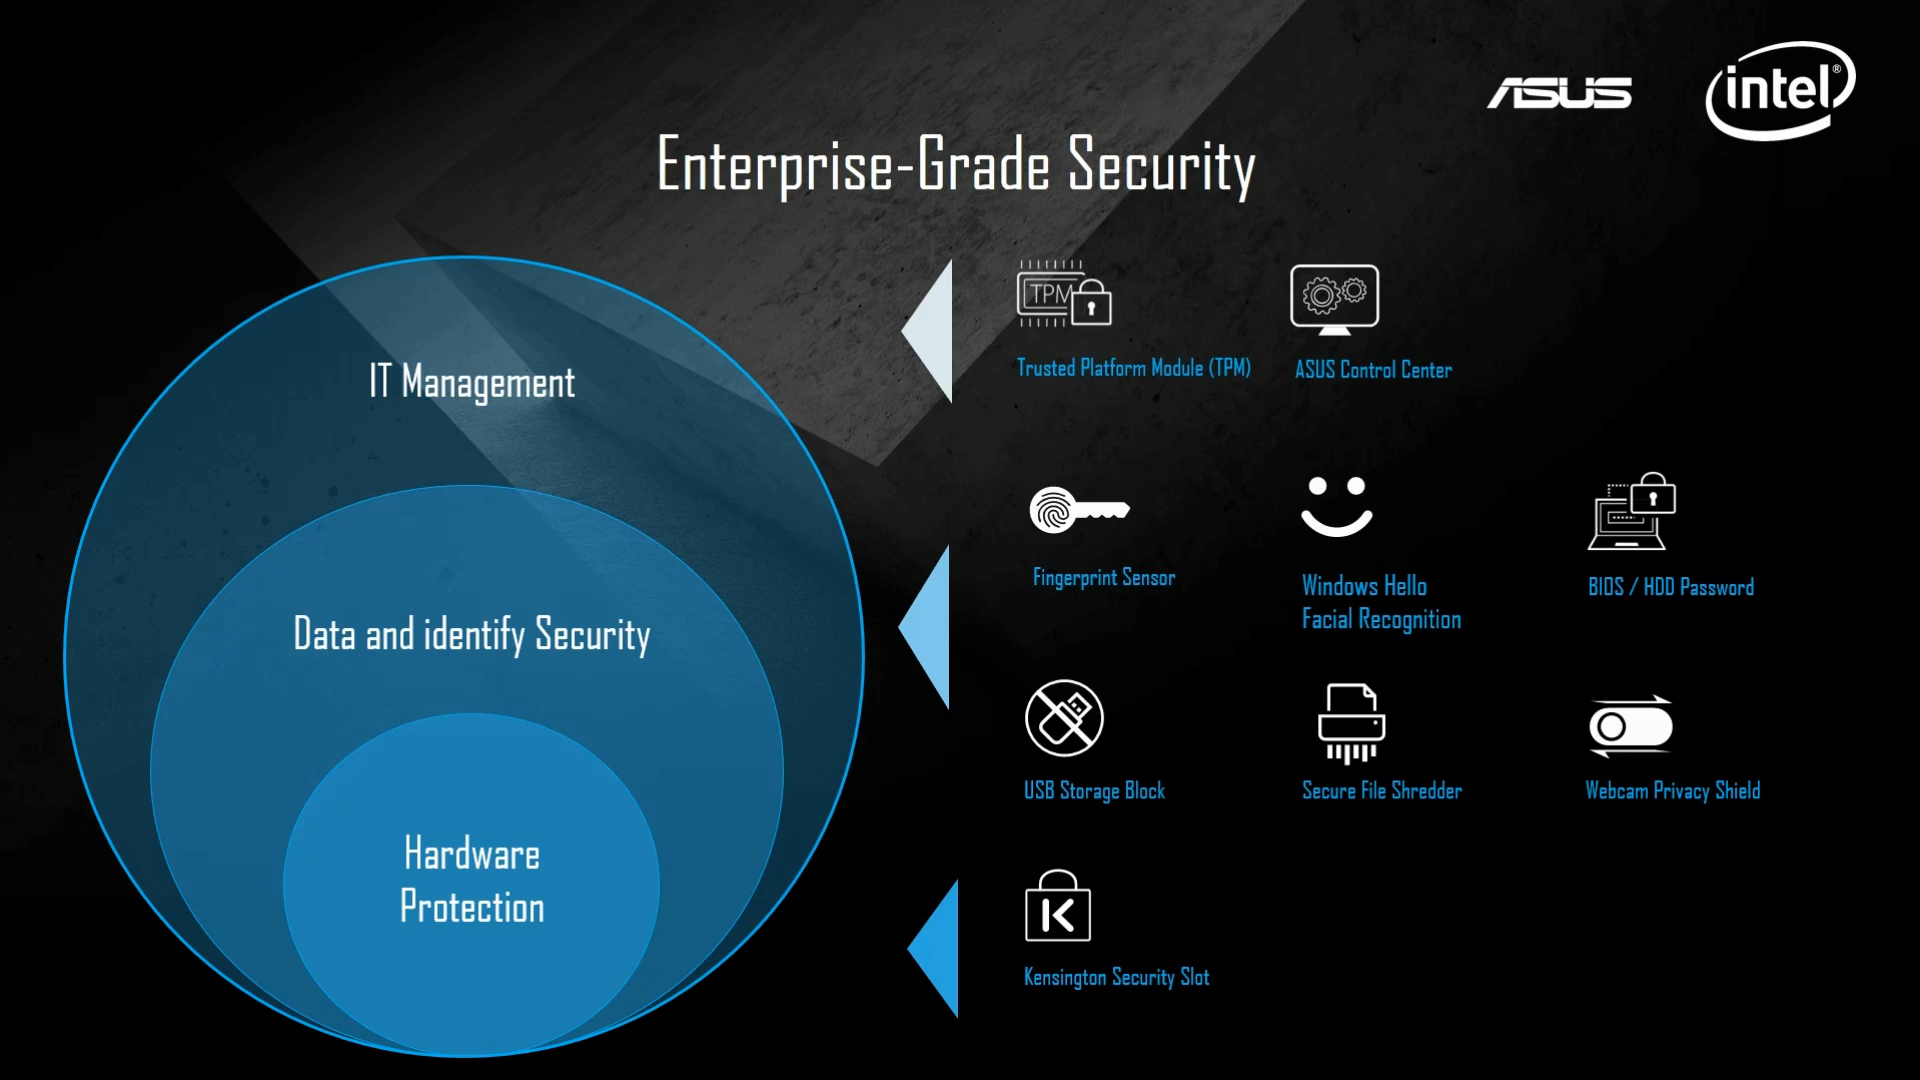 ASUS
intel®
Enterprise-Grade Security
IT Management
Data and identify Security
Hardware
Protection
TPM
Trusted Platform Module (TPM)
ASUS Control Center
Fingerprint Sensor
Windows Hello
Facial Recognition
BIOS / HDD Password
USB Storage Block
Secure File Shredder
Webcam Privacy Shield
K
Kensington Security Slot